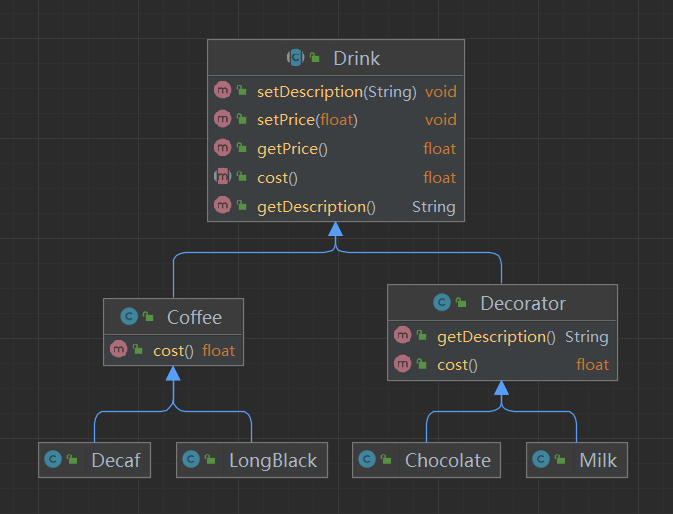 Drink
setDescription(String) void
setPrice(float) void
getPrice() float
cost() float
getDescription() String
Coffee
cost() float
Decorator
getDescription() String
cost() float
Decaf
LongBlack
Chocolate
Milk